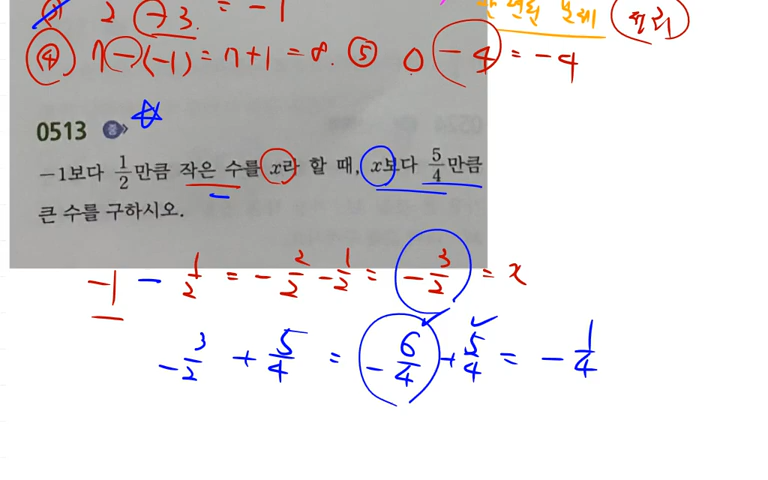 ③ 2 - 3 = -1
④ 7 - (-1) = 7 + 1 = 8. ⑤ 0 - 4 = -4
0513
-1보다 1/2만큼 작은 수를 x라 할 때, x보다 5/4만큼
큰 수를 구하시오.
-1 - 1/2 = -2/2 - 1/2 = -3/2 = x
-3/2 + 5/4 = -6/4 + 5/4 = -1/4